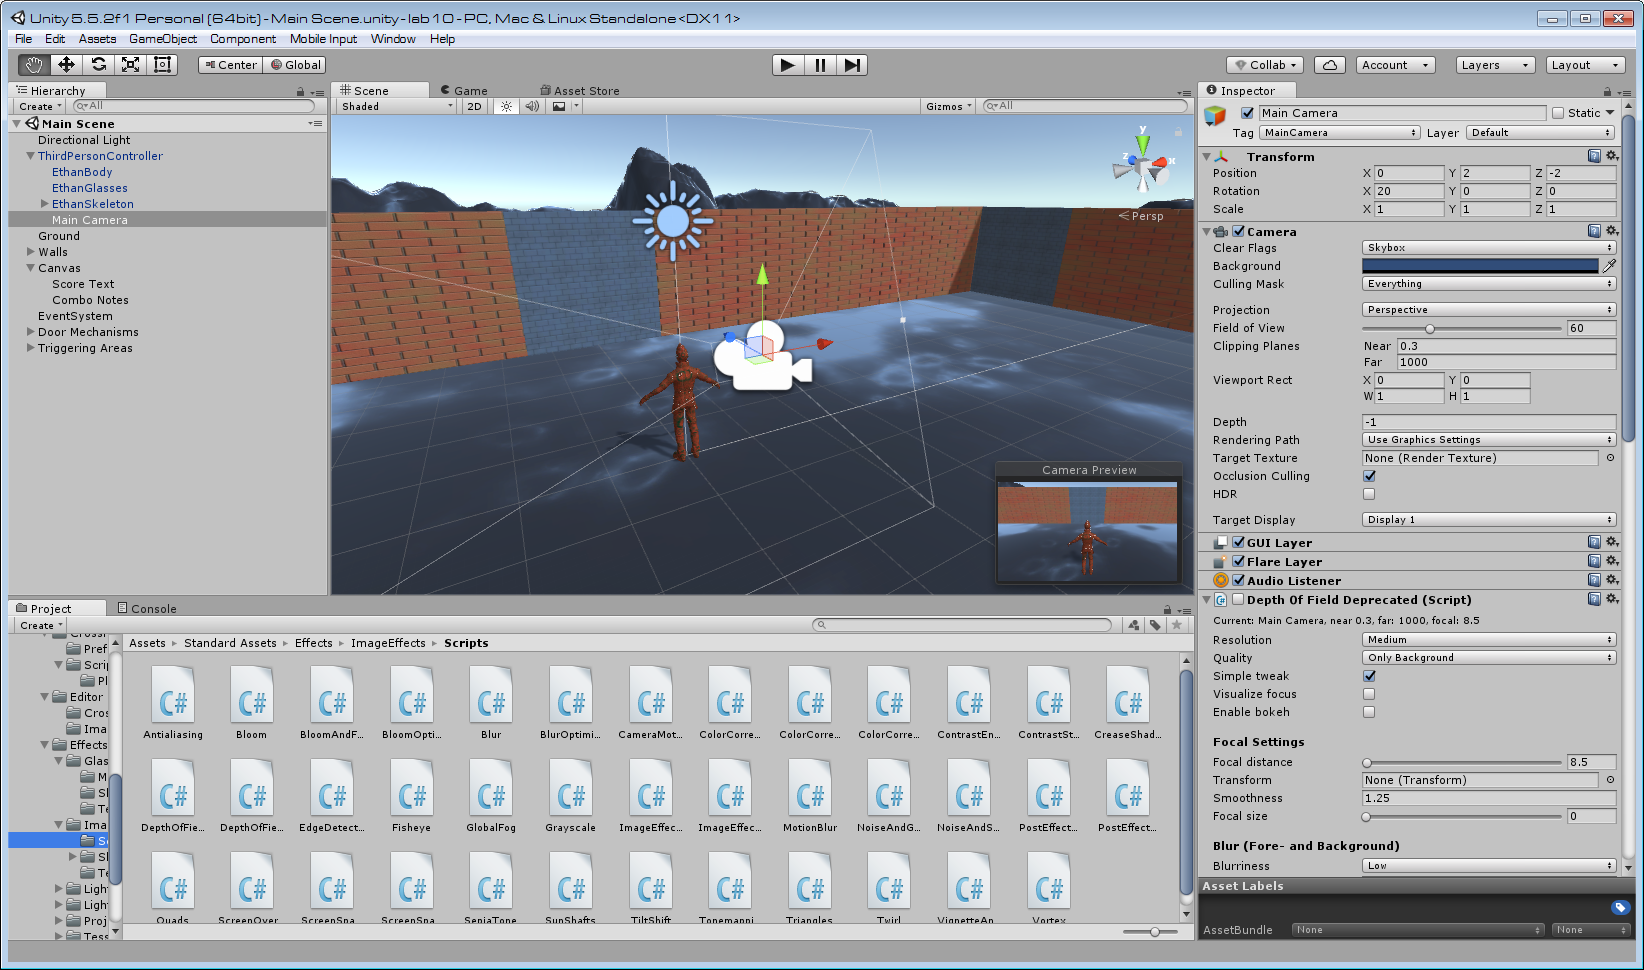 Unity 5.5.2f1 Personal (64bit) - Main Scene.unity - lab10 - PC, Mac & Linux Standalone <DX11>
File Edit Assets GameObject Component Mobile Input Window Help
Center Global Collab Account Layers Layout
Hierarchy
Create All
Main Scene
Directional Light
ThirdPersonController
EthanBody
EthanGlasses
EthanSkeleton
Main Camera
Ground
Walls
Canvas
Score Text
Combo Notes
EventSystem
Door Mechanisms
Triggering Areas
Scene Game Asset Store
Shaded 2D Gizmos All
y
z x
Persp
Camera Preview
Inspector
Main Camera Static
Tag MainCamera Layer Default
Transform
Position X 0 Y 2 Z -2
Rotation X 20 Y 0 Z 0
Scale X 1 Y 1 Z 1
Camera
Clear Flags Skybox
Background
Culling Mask Everything
Projection Perspective
Field of View 60
Clipping Planes Near 0.3
Far 1000
Viewport Rect X 0 Y 0
W 1 H 1
Depth -1
Rendering Path Use Graphics Settings
Target Texture None (Render Texture)
Occlusion Culling
HDR
Target Display Display 1
GUI Layer
Flare Layer
Audio Listener
C# Depth Of Field Deprecated (Script)
Current: Main Camera, near 0.3, far: 1000, focal: 8.5
Resolution Medium
Quality Only Background
Simple tweak
Visualize focus
Enable bokeh
Focal Settings
Focal distance 8.5
Transform None (Transform)
Smoothness 1.25
Focal size 0
Blur (Fore- and Background)
Blurriness Low
Asset Labels
AssetBundle None None
Project Console
Create
Crossl
Pref
Scrip
Pl
Editor
Cros
Ima
Effects
Glas
M
Sl
Te
Ima
Sc
Sl
Te
Ligh
Ligh
Proj
Tess
Assets Standard Assets Effects ImageEffects Scripts
C# C# C# C# C# C# C# C# C# C# C# C# C#
Antialiasing Bloom BloomAndF... BloomOpti... Blur BlurOptimi... CameraMot... ColorCorre... ColorCorre... ColorCorre... ContrastEn... ContrastSt... CreaseShad...
C# C# C# C# C# C# C# C# C# C# C# C# C#
DepthOfFie... DepthOfFie... EdgeDetect... Fisheye GlobalFog Grayscale ImageEffec... ImageEffec... MotionBlur NoiseAndG... NoiseAndS... PostEffect... PostEffect...
C# C# C# C# C# C# C# C# C# C# C# C#
Quads ScreenOver ScreenSpa ScreenSpa SepiaTone SunShafts TiltShift Tonemappi Triangles Twirl VignetteAn Vortex